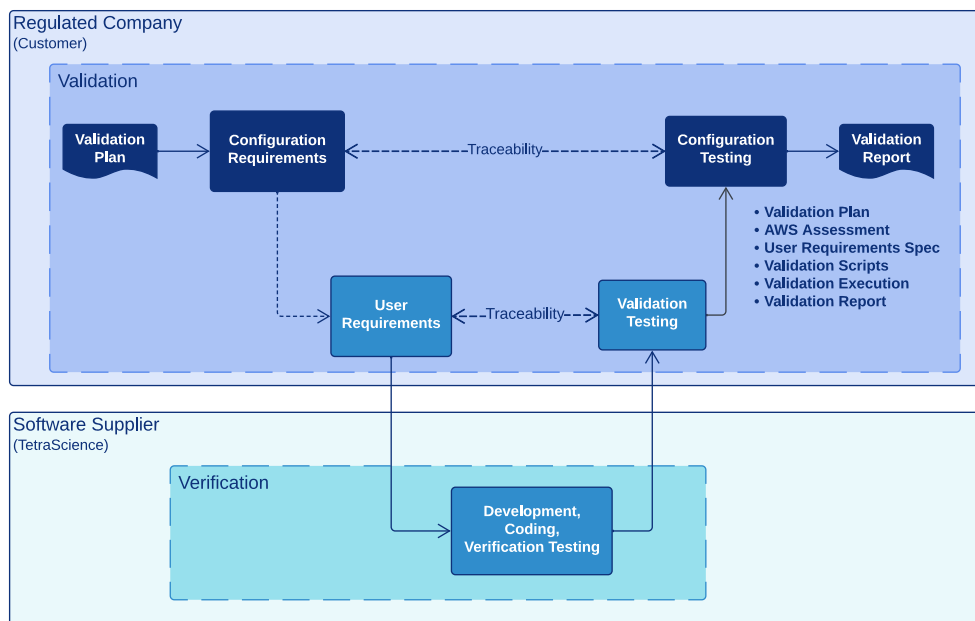 Regulated Company
(Customer)
Validation
Validation
Plan
Configuration
Requirements
Traceability
Configuration
Testing
Validation
Report
• Validation Plan
• AWS Assessment
• User Requirements Spec
• Validation Scripts
• Validation Execution
• Validation Report
User
Requirements
Traceability
Validation
Testing
Software Supplier
(TetraScience)
Verification
Development,
Coding,
Verification Testing